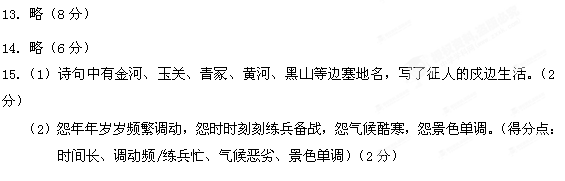 13. 略（8 分）
14. 略（6 分）
15.（1）诗句中有金河、玉关、青冢、黄河、黑山等边塞地名，写了征人的戍边生活。（2
分）
（2）怨年年岁岁频繁调动，怨时时刻刻练兵备战，怨气候酷寒，怨景色单调。（得分点：
时间长、调动频/练兵忙、气候恶劣、景色单调）（2 分）